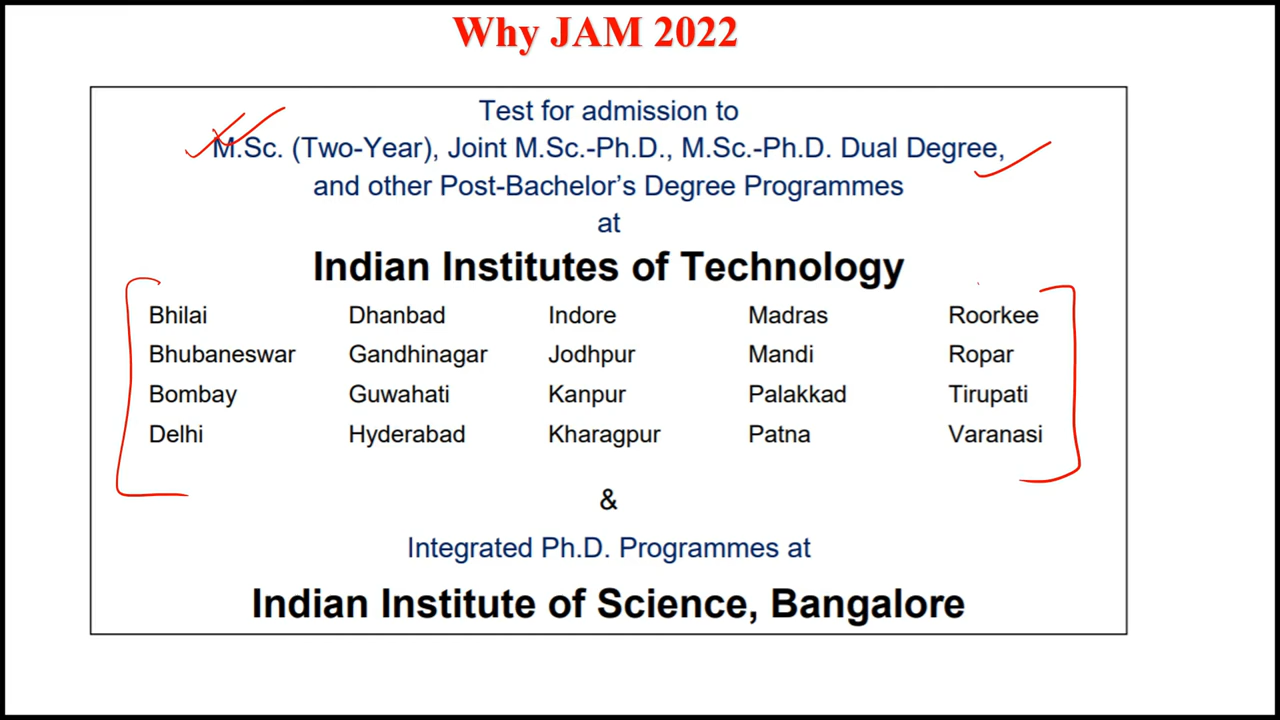 Why JAM 2022
Test for admission to
M.Sc. (Two-Year), Joint M.Sc.-Ph.D., M.Sc.-Ph.D. Dual Degree,
and other Post-Bachelor's Degree Programmes
at
Indian Institutes of Technology
Bhilai Dhanbad Indore Madras Roorkee
Bhubaneswar Gandhinagar Jodhpur Mandi Ropar
Bombay Guwahati Kanpur Palakkad Tirupati
Delhi Hyderabad Kharagpur Patna Varanasi
&
Integrated Ph.D. Programmes at
Indian Institute of Science, Bangalore